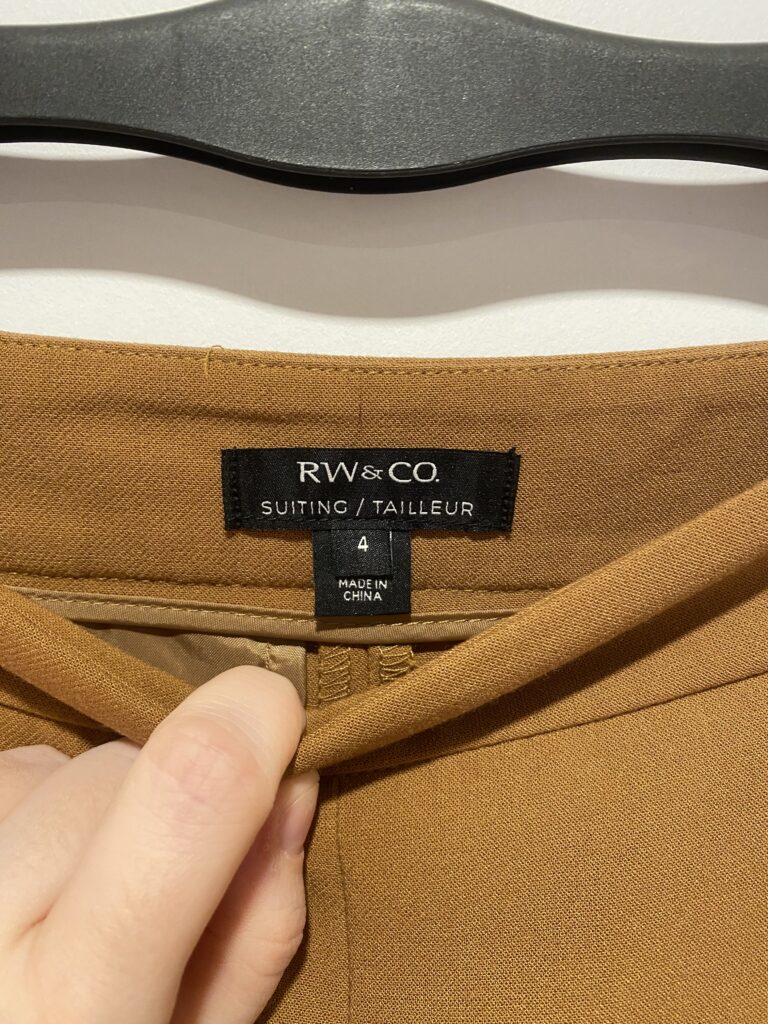 RW&CO.
SUITING / TAILLEUR
4
MADE IN
CHINA